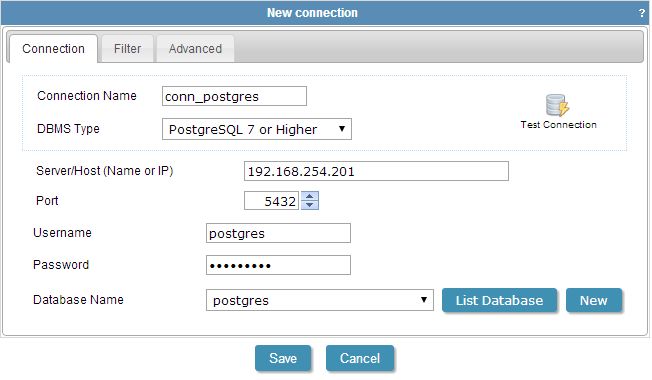 New connection ?
Connection Filter Advanced
Connection Name conn_postgres
DBMS Type PostgreSQL 7 or Higher
Test Connection
Server/Host (Name or IP) 192.168.254.201
Port 5432
Username postgres
Password •••••••••
Database Name postgres List Database New
Save Cancel